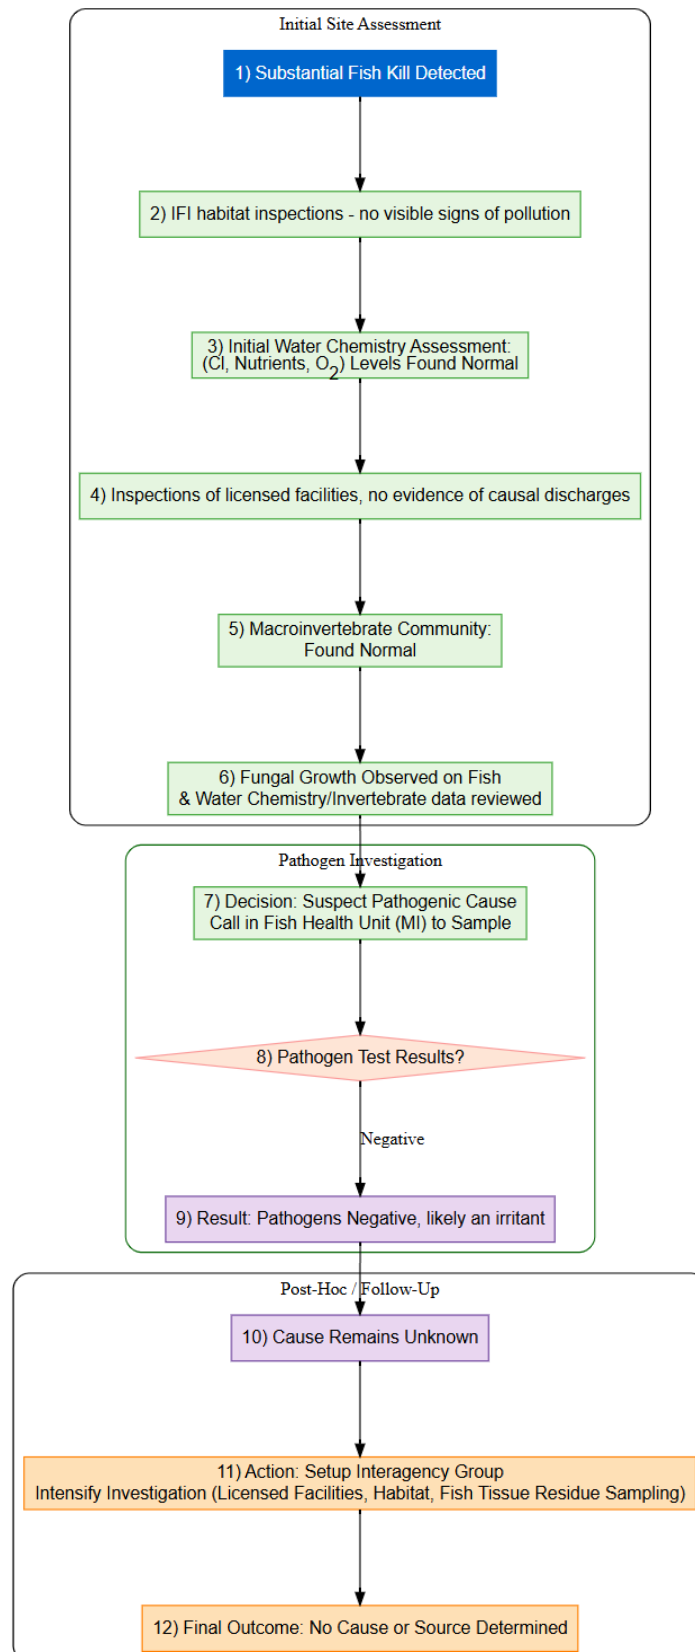 Initial Site Assessment
1) Substantial Fish Kill Detected
2) IFI habitat inspections - no visible signs of pollution
3) Initial Water Chemistry Assessment:
(Cl, Nutrients, O2) Levels Found Normal
4) Inspections of licensed facilities, no evidence of causal discharges
5) Macroinvertebrate Community:
Found Normal
6) Fungal Growth Observed on Fish
& Water Chemistry/Invertebrate data reviewed
Pathogen Investigation
7) Decision: Suspect Pathogenic Cause
Call in Fish Health Unit (MI) to Sample
8) Pathogen Test Results?
Negative
9) Result: Pathogens Negative, likely an irritant
Post-Hoc / Follow-Up
10) Cause Remains Unknown
11) Action: Setup Interagency Group
Intensify Investigation (Licensed Facilities, Habitat, Fish Tissue Residue Sampling)
12) Final Outcome: No Cause or Source Determined